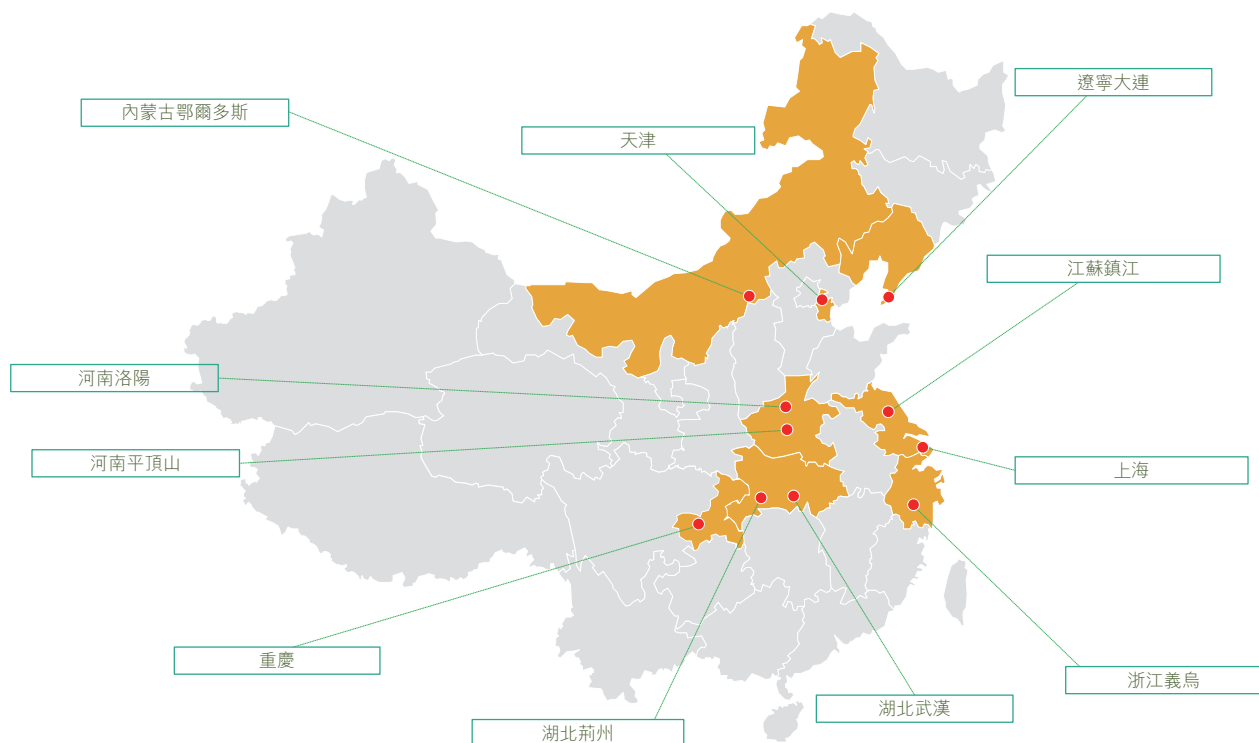 遼寧大連
內蒙古鄂爾多斯
天津
江蘇鎮江
河南洛陽
河南平頂山
上海
重慶
浙江義烏
湖北武漢
湖北荊州